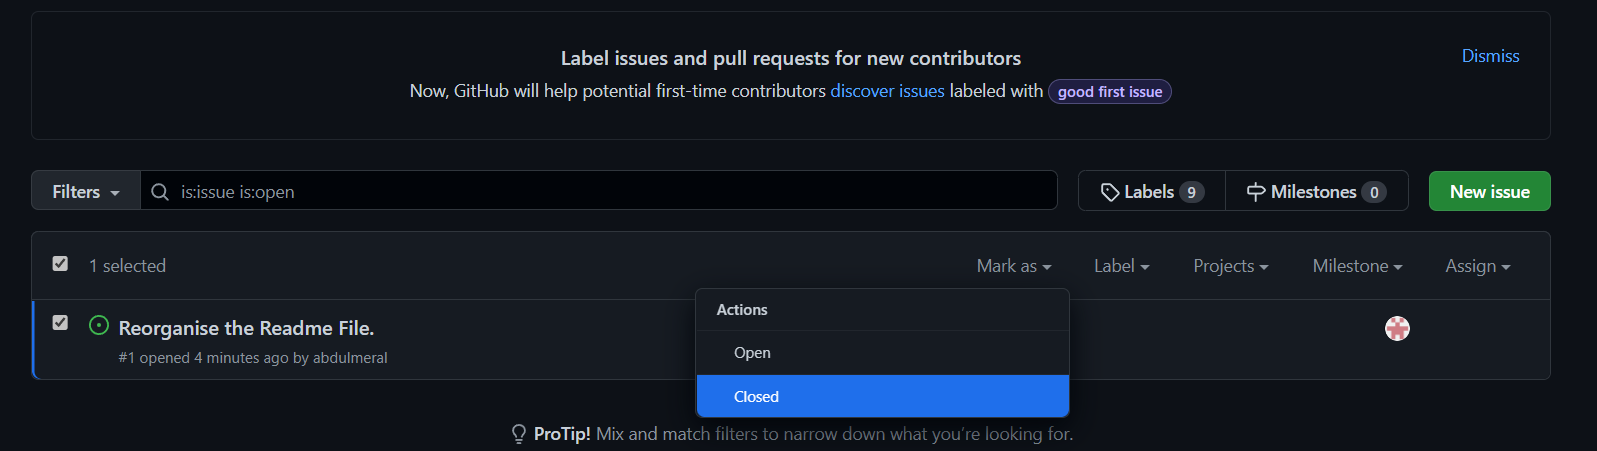 Label issues and pull requests for new contributors
Dismiss
Now, GitHub will help potential first-time contributors discover issues labeled with good first issue
Filters
is:issue is:open
Labels 9
Milestones 0
New issue
1 selected
Mark as
Label
Projects
Milestone
Assign
Reorganise the Readme File.
#1 opened 4 minutes ago by abdulmeral
Actions
Open
Closed
ProTip! Mix and match filters to narrow down what you’re looking for.